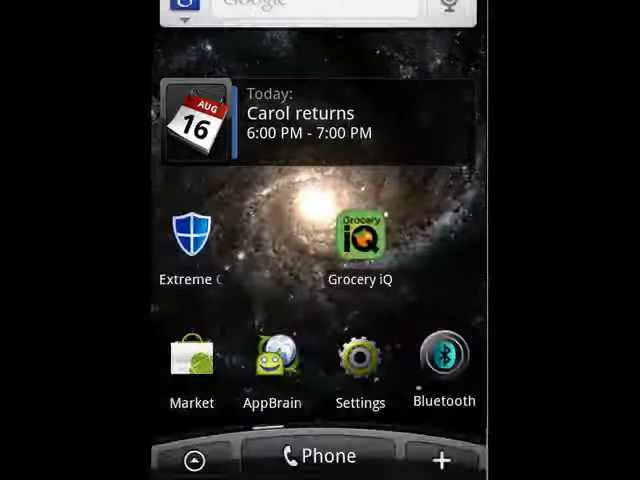 Google
Today:
Carol returns
AUG
16
6:00 PM - 7:00 PM
Grocery
iQ
Extreme
Grocery iQ
Market
AppBrain
Settings
Bluetooth
Phone